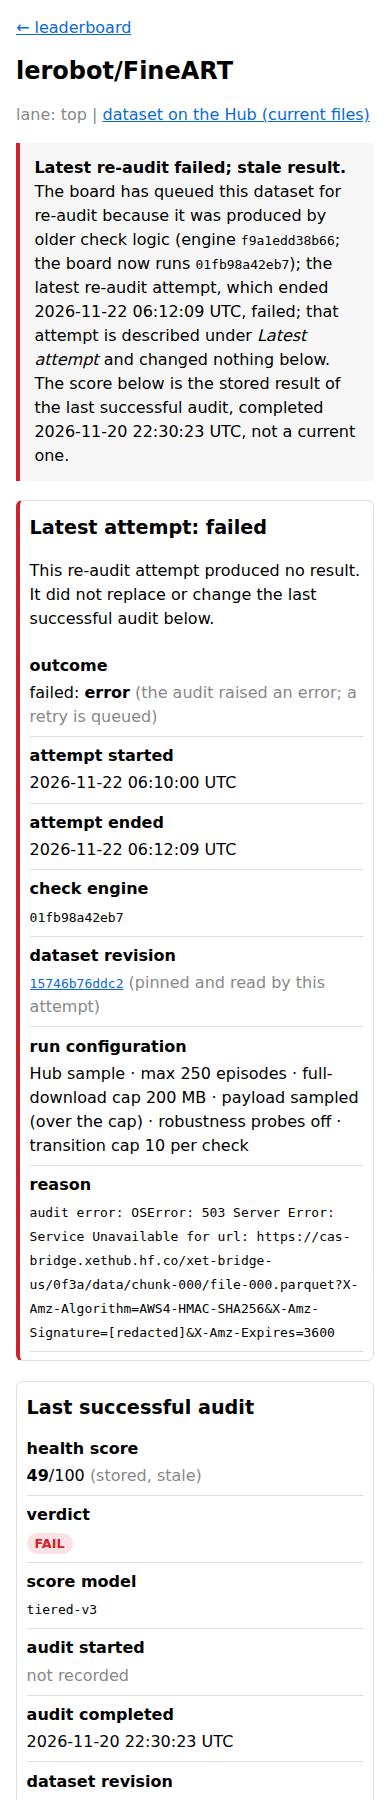 ← leaderboard
lerobot/FineART
lane: top | dataset on the Hub (current files)
Latest re-audit failed; stale result.
The board has queued this dataset for
re-audit because it was produced by
older check logic (engine f9a1edd38b66;
the board now runs 01fb98a42eb7); the
latest re-audit attempt, which ended
2026-11-22 06:12:09 UTC, failed; that
attempt is described under Latest
attempt and changed nothing below.
The score below is the stored result of
the last successful audit, completed
2026-11-20 22:30:23 UTC, not a current
one.
Latest attempt: failed
This re-audit attempt produced no result.
It did not replace or change the last
successful audit below.
outcome
failed: error (the audit raised an error; a
retry is queued)
attempt started
2026-11-22 06:10:00 UTC
attempt ended
2026-11-22 06:12:09 UTC
check engine
01fb98a42eb7
dataset revision
15746b76ddc2 (pinned and read by this
attempt)
run configuration
Hub sample · max 250 episodes · full-
download cap 200 MB · payload sampled
(over the cap) · robustness probes off ·
transition cap 10 per check
reason
audit error: OSError: 503 Server Error:
Service Unavailable for url: https://cas-
bridge.xethub.hf.co/xet-bridge-
us/0f3a/data/chunk-000/file-000.parquet?X-
Amz-Algorithm=AWS4-HMAC-SHA256&X-Amz-
Signature=[redacted]&X-Amz-Expires=3600
Last successful audit
health score
49/100 (stored, stale)
verdict
FAIL
score model
tiered-v3
audit started
not recorded
audit completed
2026-11-20 22:30:23 UTC
dataset revision